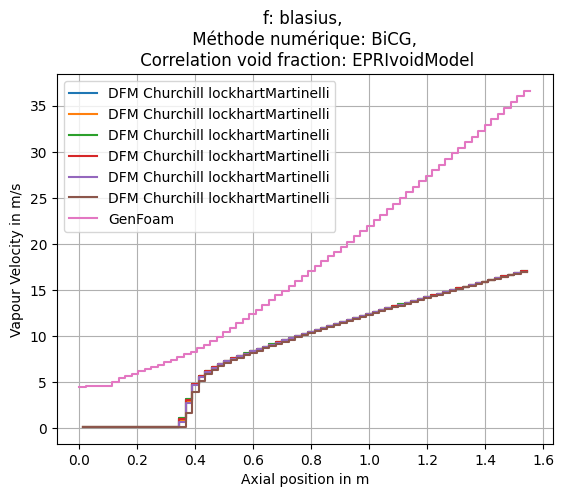 f: blasius,
Méthode numérique: BiCG,
Correlation void fraction: EPRIvoidModel
DFM Churchill lockhartMartinelli
DFM Churchill lockhartMartinelli
DFM Churchill lockhartMartinelli
DFM Churchill lockhartMartinelli
DFM Churchill lockhartMartinelli
DFM Churchill lockhartMartinelli
GenFoam
Vapour Velocity in m/s
35
30
25
20
15
10
5
0
0.0 0.2 0.4 0.6 0.8 1.0 1.2 1.4 1.6
Axial position in m